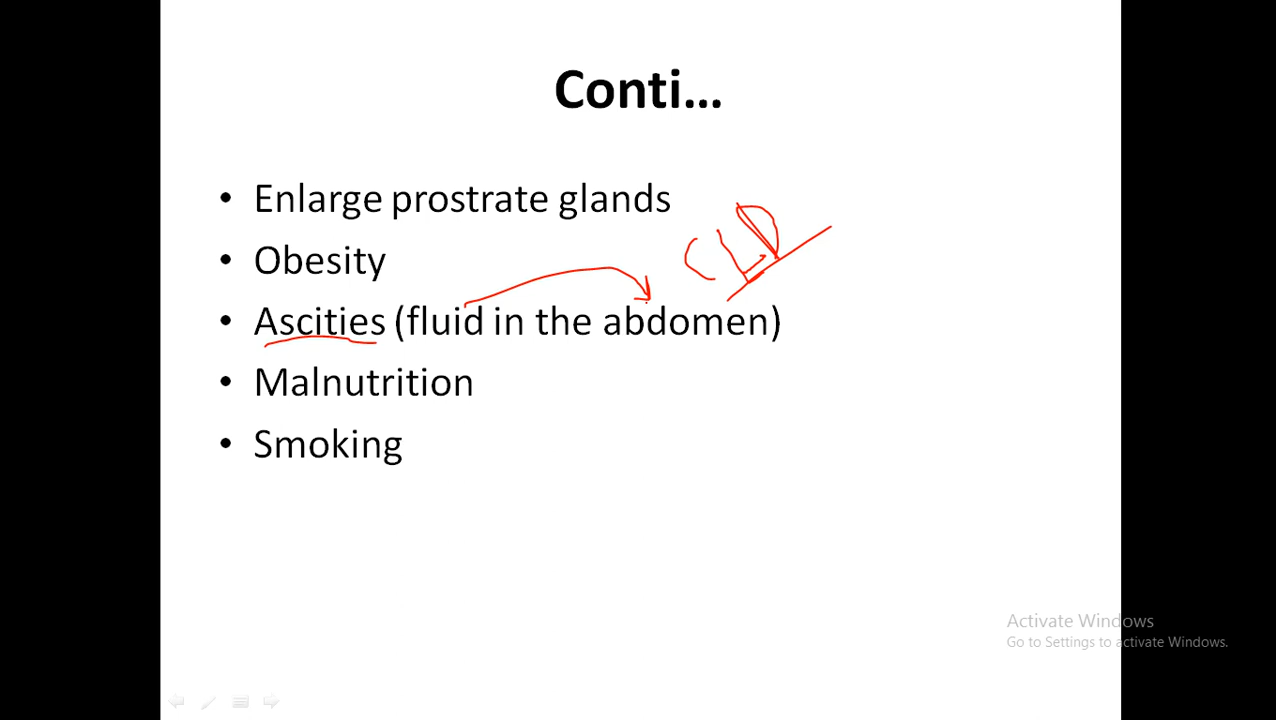 Conti...
• Enlarge prostrate glands
• Obesity
CLD
• Ascities (fluid in the abdomen)
• Malnutrition
• Smoking
Activate Windows
Go to Settings to activate Windows.